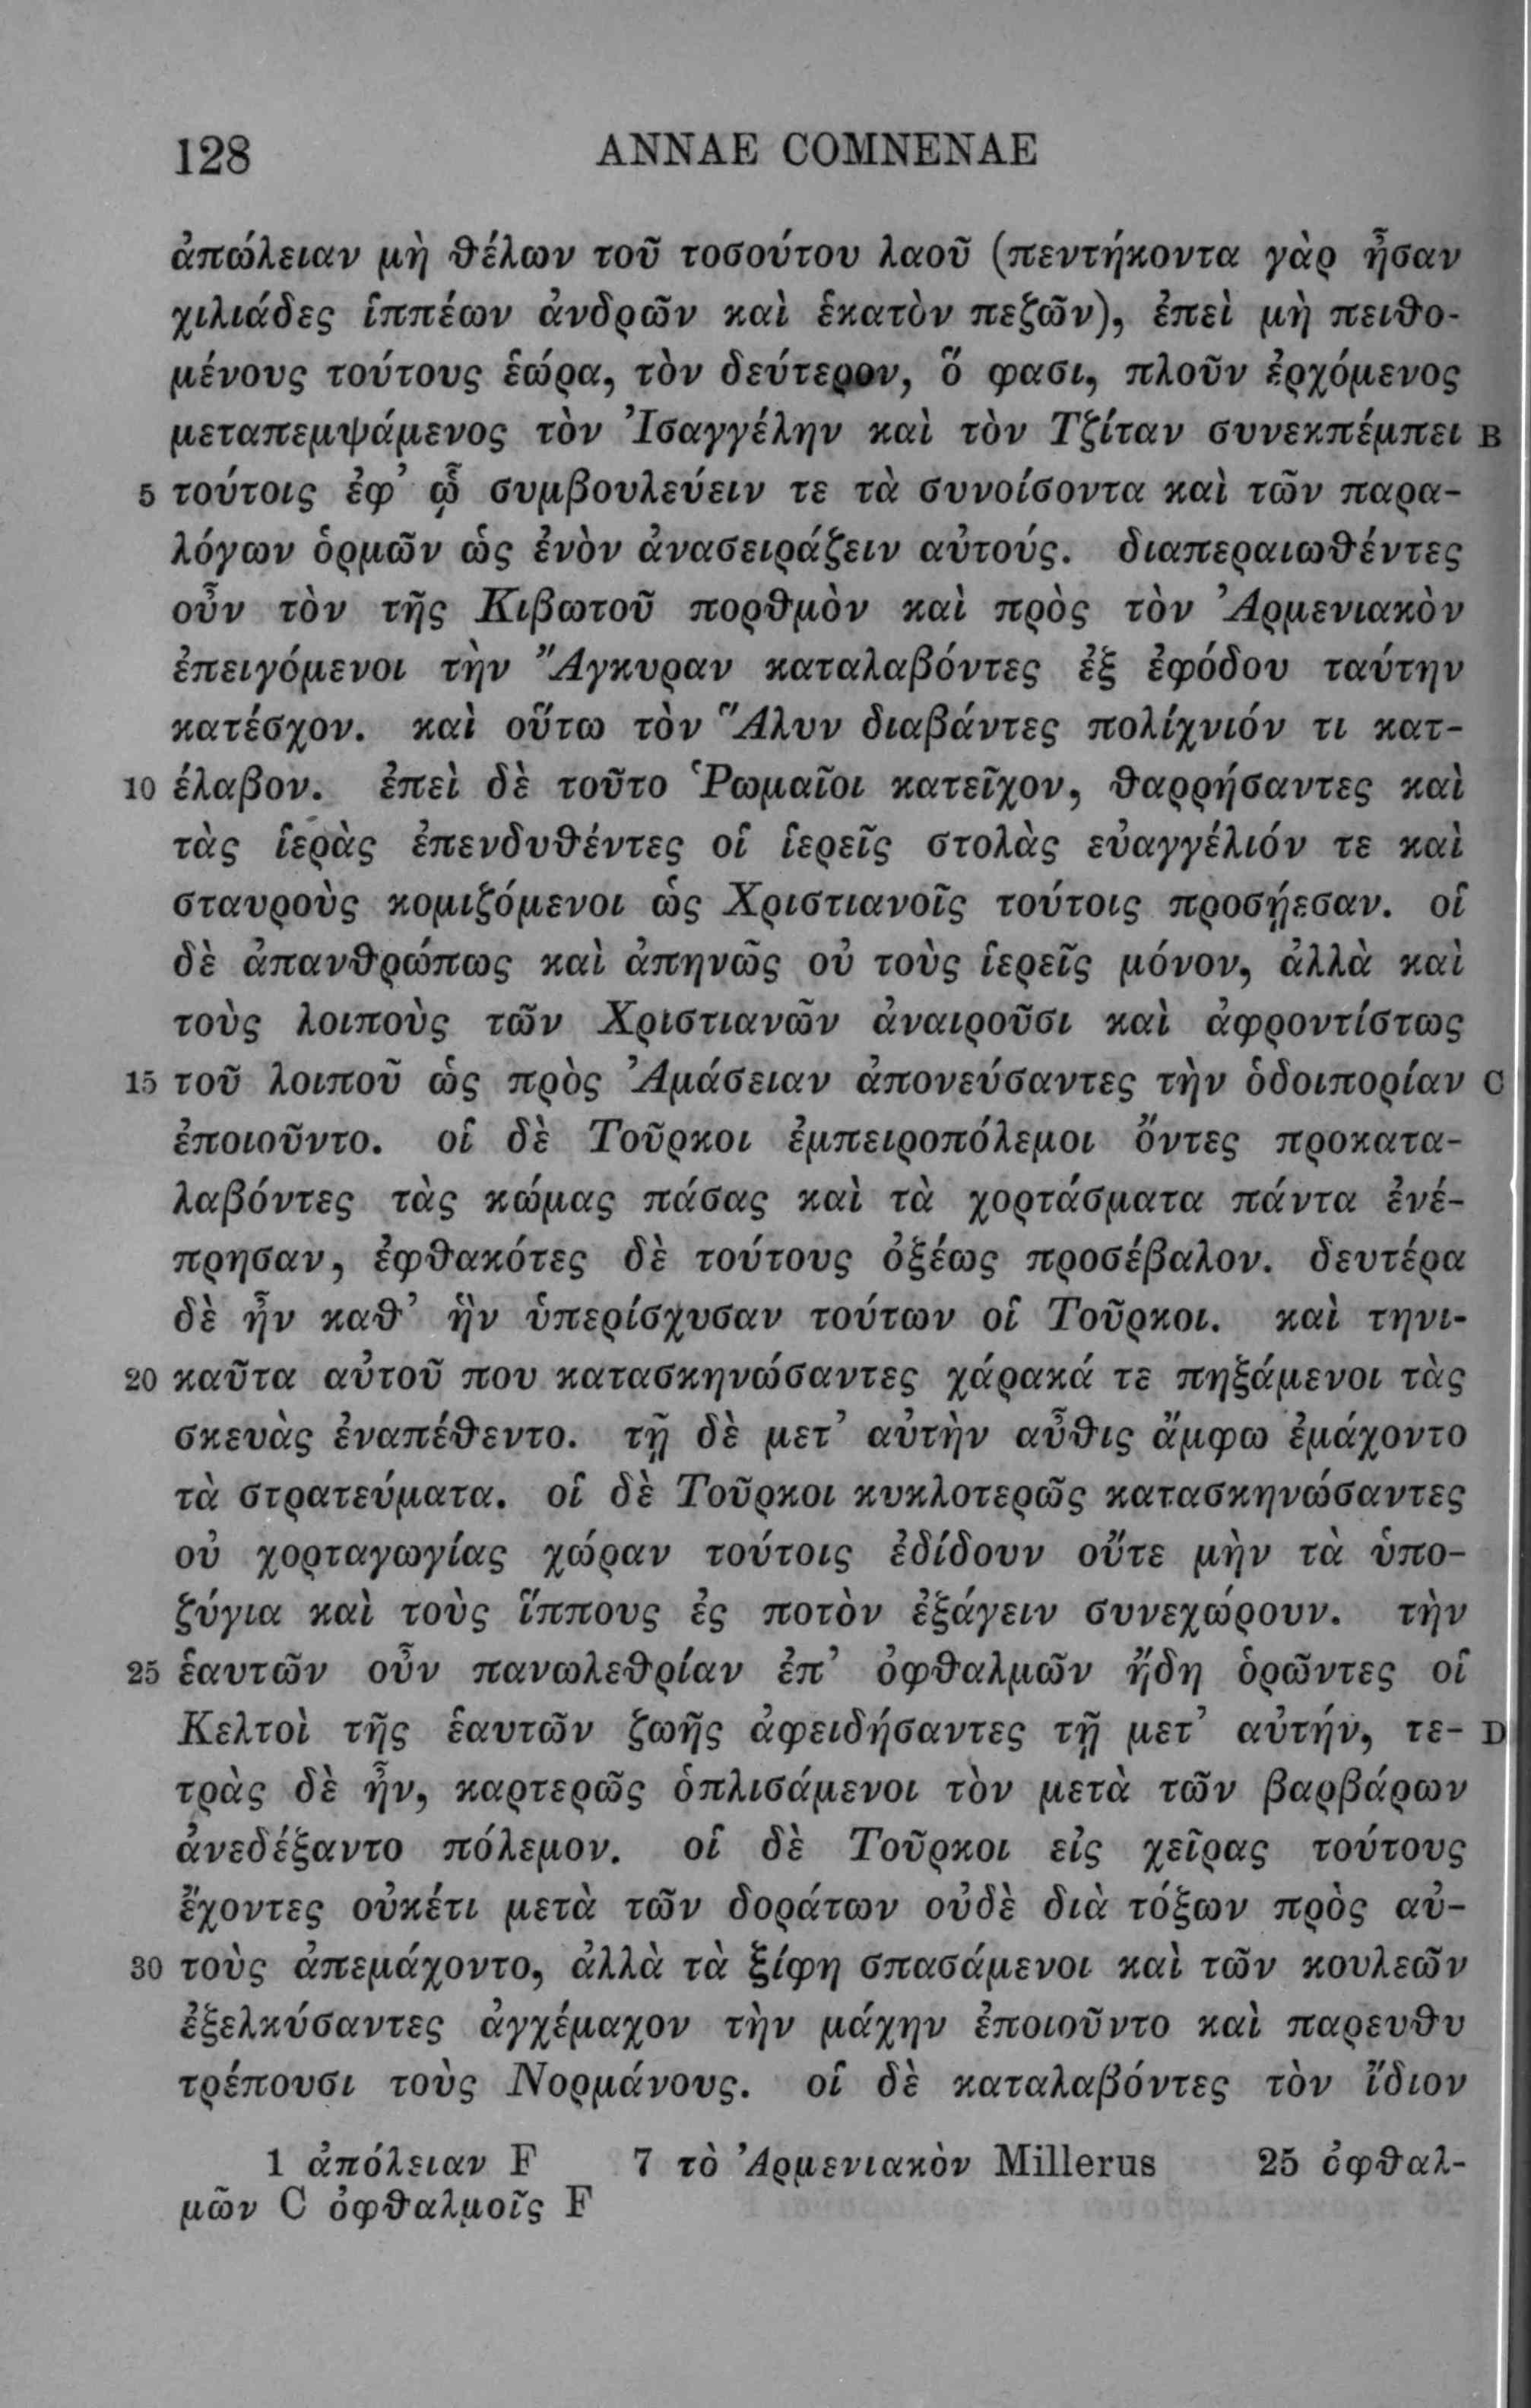 128 ANNAE COMNENAE
ἀπώλειαν μὴ θέλων τοῦ τοσούτου λαοῦ (πεντήκοντα γὰρ ἦσαν
χιλιάδες ἱππέων ἀνδρῶν καὶ ἑκατὸν πεζῶν), ἐπεὶ μὴ πειθο-
μένους τούτους ἑώρα, τὸν δεύτερον, ὅ φασι, πλοῦν ἐρχόμενος
μεταπεμψάμενος τὸν Ἰσαγγέλην καὶ τὸν Τζίταν συνεκπέμπει B
5 τούτοις ἐφ’ ᾧ συμβουλεύειν τε τὰ συνοίσοντα καὶ τῶν παρα-
λόγων ὁρμῶν ὡς ἐνὸν ἀνασειράζειν αὐτούς. διαπεραιωθέντες
οὖν τὸν τῆς Κιβωτοῦ πορθμὸν καὶ πρὸς τὸν Ἀρμενιακὸν
ἐπειγόμενοι τὴν Ἄγκυραν καταλαβόντες ἐξ ἐφόδου ταύτην
κατέσχον. καὶ οὕτω τὸν Ἅλυν διαβάντες πολίχνιόν τι κατ-
10 έλαβον. ἐπεὶ δὲ τοῦτο Ῥωμαῖοι κατεῖχον, θαρρήσαντες καὶ
τὰς ἱερὰς ἐπενδυθέντες οἱ ἱερεῖς στολὰς εὐαγγέλιόν τε καὶ
σταυροὺς κομιζόμενοι ὡς Χριστιανοῖς τούτοις προσῄεσαν. οἱ
δὲ ἀπανθρώπως καὶ ἀπηνῶς οὐ τοὺς ἱερεῖς μόνον, ἀλλὰ καὶ
τοὺς λοιποὺς τῶν Χριστιανῶν ἀναιροῦσι καὶ ἀφροντίστως
15 τοῦ λοιποῦ ὡς πρὸς Ἀμάσειαν ἀπονεύσαντες τὴν ὁδοιπορίαν C
ἐποιοῦντο. οἱ δὲ Τοῦρκοι ἐμπειροπόλεμοι ὄντες προκατα-
λαβόντες τὰς κώμας πάσας καὶ τὰ χορτάσματα πάντα ἐνέ-
πρησαν, ἐφθακότες δὲ τούτους ὀξέως προσέβαλον. δευτέρα
δὲ ἦν καθ’ ἣν ὑπερίσχυσαν τούτων οἱ Τοῦρκοι. καὶ τηνι-
20 καῦτα αὐτοῦ που κατασκηνώσαντες χάρακά τε πηξάμενοι τὰς
σκευὰς ἐναπέθεντο. τῇ δὲ μετ’ αὐτὴν αὖθις ἄμφω ἐμάχοντο
τὰ στρατεύματα. οἱ δὲ Τοῦρκοι κυκλοτερῶς κατασκηνώσαντες
οὐ χορταγωγίας χώραν τούτοις ἐδίδουν οὔτε μὴν τὰ ὑπο-
ζύγια καὶ τοὺς ἵππους ἐς ποτὸν ἐξάγειν συνεχώρουν. τὴν
25 ἑαυτῶν οὖν πανωλεθρίαν ἐπ’ ὀφθαλμῶν ἤδη ὁρῶντες οἱ
Κελτοὶ τῆς ἑαυτῶν ζωῆς ἀφειδήσαντες τῇ μετ’ αὐτήν, τε- D
τρὰς δὲ ἦν, καρτερῶς ὁπλισάμενοι τὸν μετὰ τῶν βαρβάρων
ἀνεδέξαντο πόλεμον. οἱ δὲ Τοῦρκοι εἰς χεῖρας τούτους
ἔχοντες οὐκέτι μετὰ τῶν δοράτων οὐδὲ διὰ τόξων πρὸς αὐ-
30 τοὺς ἀπεμάχοντο, ἀλλὰ τὰ ξίφη σπασάμενοι καὶ τῶν κουλεῶν
ἐξελκύσαντες ἀγχέμαχον τὴν μάχην ἐποιοῦντο καὶ παρευθυ
τρέπουσι τοὺς Νορμάνους. οἱ δὲ καταλαβόντες τὸν ἴδιον
1 ἀπόλειαν F 7 τὸ Ἀρμενιακὸν Millerus 25 ὀφθαλ-
μῶν C ὀφθαλμοῖς F